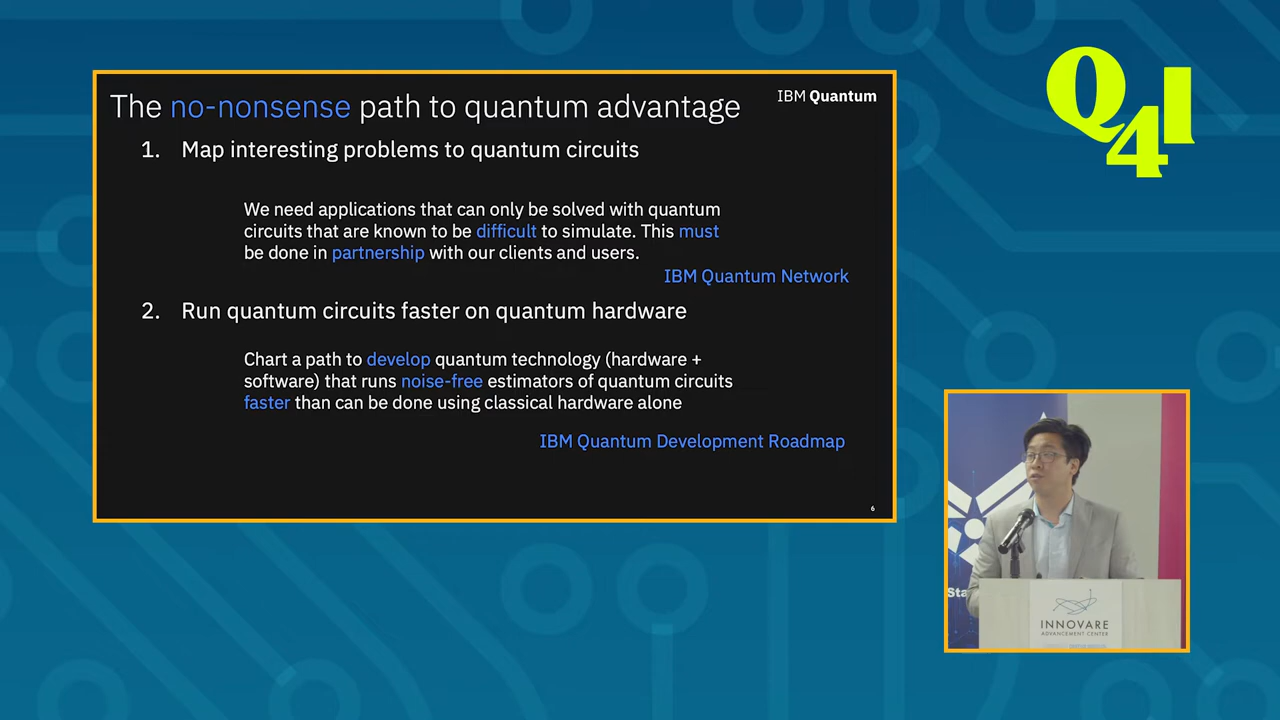 The no-nonsense path to quantum advantage
IBM Quantum
1. Map interesting problems to quantum circuits
We need applications that can only be solved with quantum
circuits that are known to be difficult to simulate. This must
be done in partnership with our clients and users.
IBM Quantum Network
2. Run quantum circuits faster on quantum hardware
Chart a path to develop quantum technology (hardware +
software) that runs noise-free estimators of quantum circuits
faster than can be done using classical hardware alone
IBM Quantum Development Roadmap
6
Q4I
Sta
INNOVARE
ADVANCEMENT CENTER